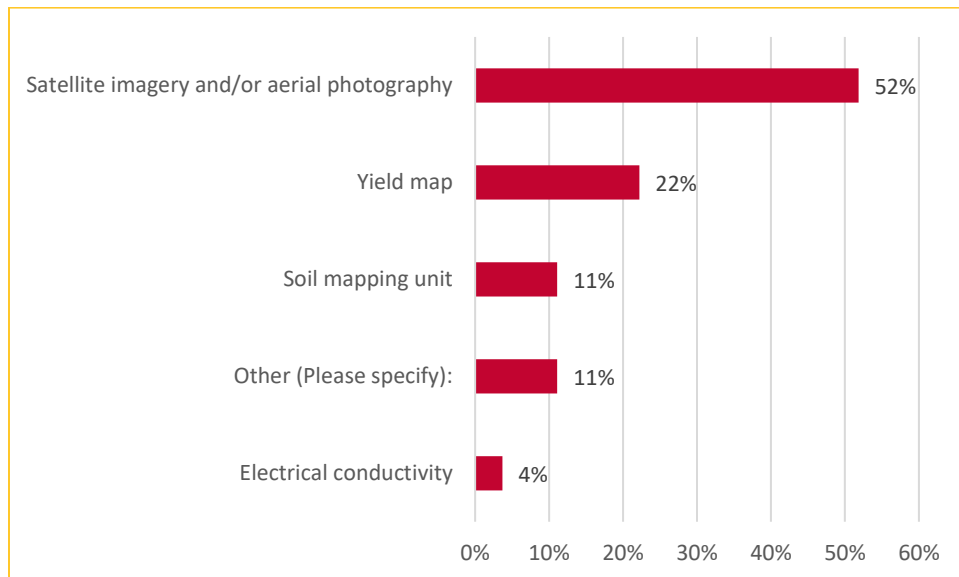 Satellite imagery and/or aerial photography 52%
Yield map 22%
Soil mapping unit 11%
Other (Please specify): 11%
Electrical conductivity 4%
0% 10% 20% 30% 40% 50% 60%